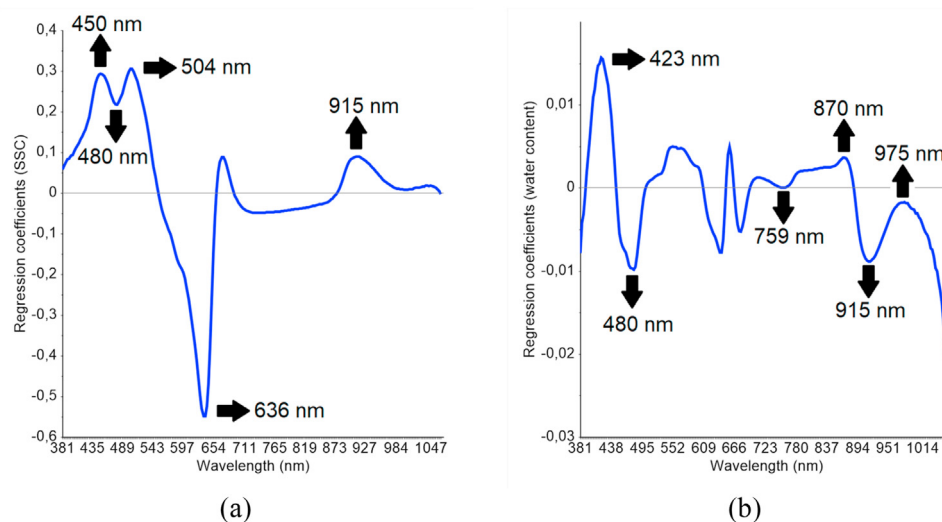 Regression coefficients (SSC)
0,4
0,3
0,2
0,1
0
-0,1
-0,2
-0,3
-0,4
-0,5
-0,6
450 nm
504 nm
480 nm
915 nm
636 nm
381 435 489 543 597 654 711 765 819 873 927 984 1047
Wavelength (nm)
(a)
Regression coefficients (water content)
0,01
0
-0,01
-0,02
-0,03
423 nm
870 nm
975 nm
759 nm
480 nm
915 nm
381 438 495 552 609 666 723 780 837 894 951 1014
Wavelength (nm)
(b)